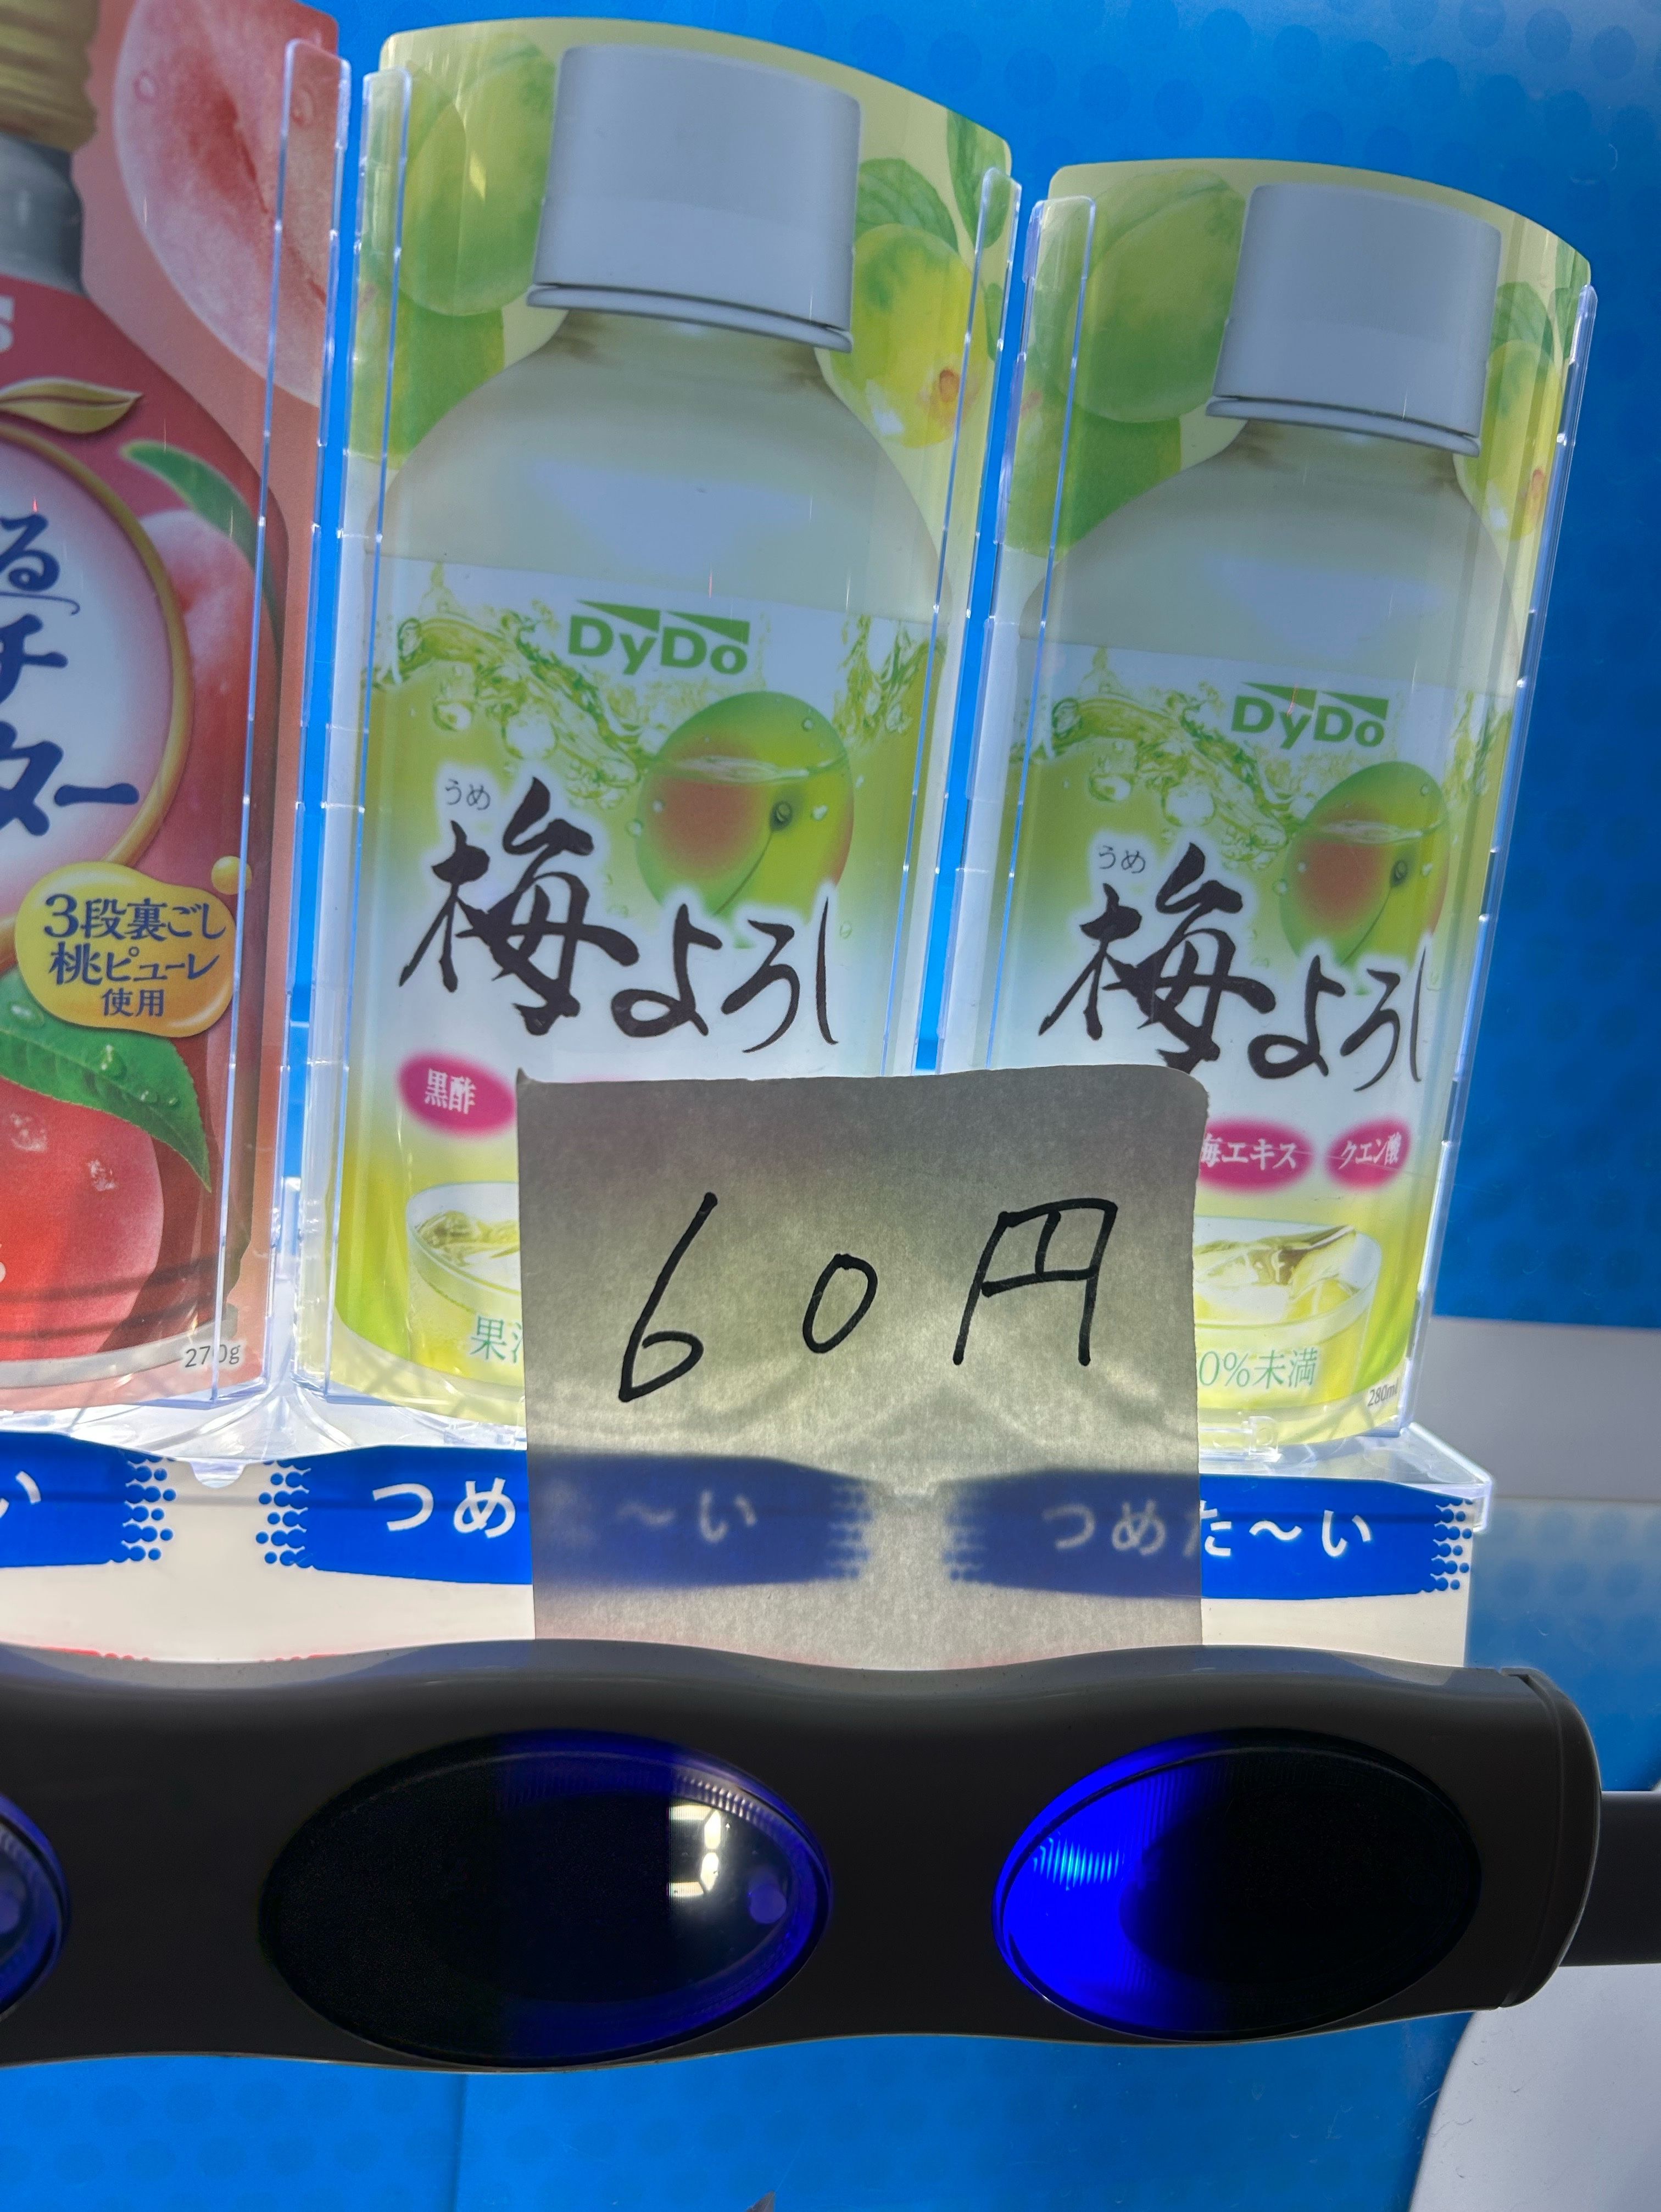 る
チ
ター
3段裏ごし
桃ピューレ
使用
270g
DyDo
うめ
梅よろし
黒酢
DyDo
うめ
梅よろし
梅エキス
クエン酸
60円
0%未満
280ml
い
つめ
～い
つめた～い